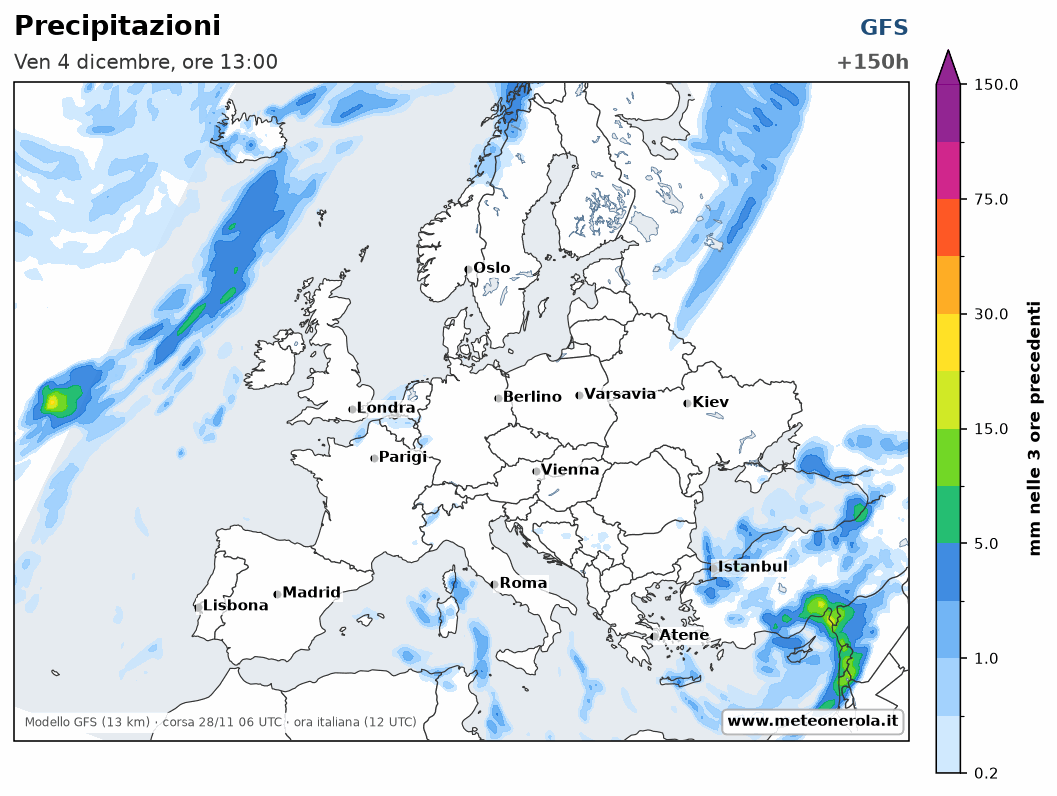 Precipitazioni
GFS
Ven 4 dicembre, ore 13:00
+150h
150.0
75.0
30.0
15.0
5.0
1.0
0.2
mm nelle 3 ore precedenti
Oslo
Berlino
Varsavia
Kiev
Londra
Parigi
Vienna
Istanbul
Roma
Madrid
Lisbona
Atene
Modello GFS (13 km) · corsa 28/11 06 UTC · ora italiana (12 UTC)
www.meteonerola.it